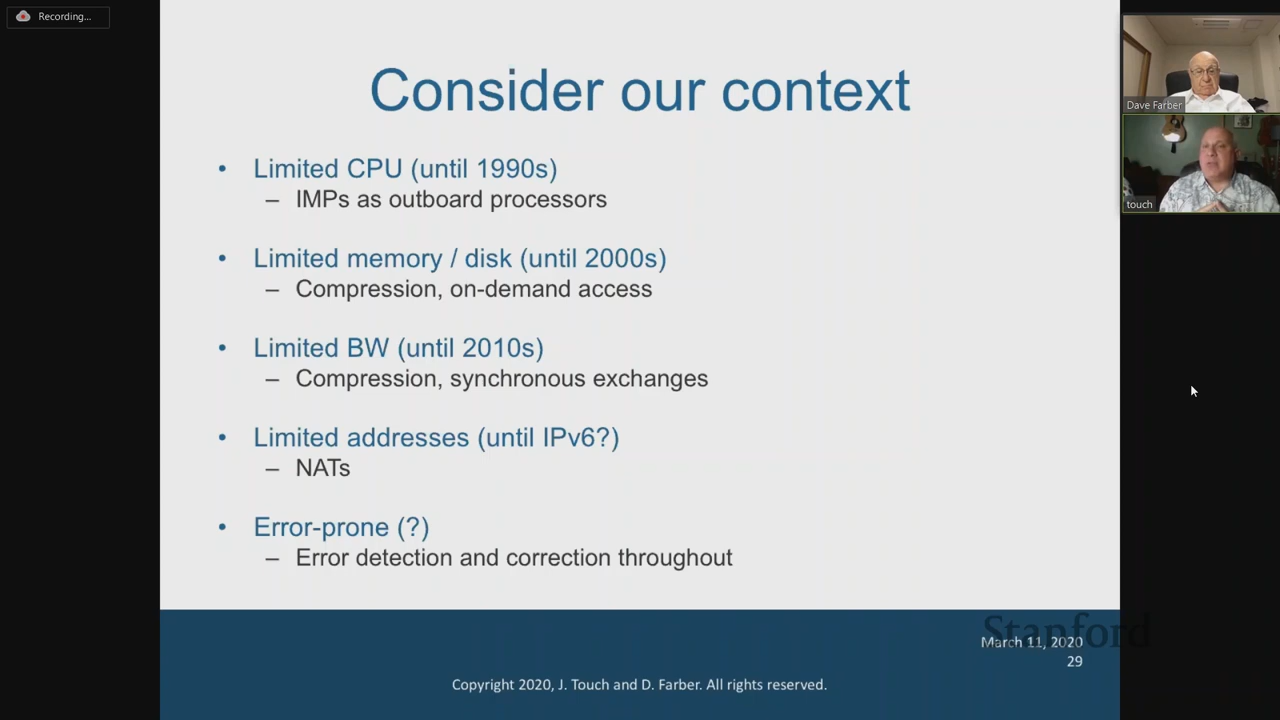 Recording...
Consider our context
• Limited CPU (until 1990s)
– IMPs as outboard processors
• Limited memory / disk (until 2000s)
– Compression, on-demand access
• Limited BW (until 2010s)
– Compression, synchronous exchanges
• Limited addresses (until IPv6?)
– NATs
• Error-prone (?)
– Error detection and correction throughout
Stanford
March 11, 2020
29
Copyright 2020, J. Touch and D. Farber. All rights reserved.
Dave Farber
touch